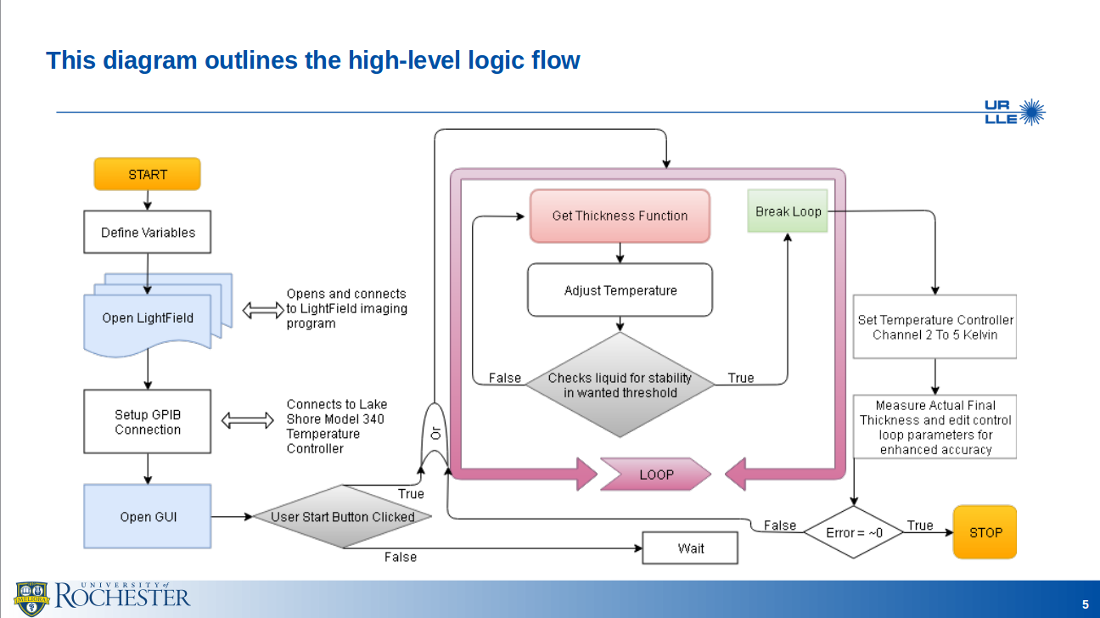 This diagram outlines the high-level logic flow
UR
LLE
START
Define Variables
Open LightField
Opens and connects
to LightField imaging
program
Setup GPIB
Connection
Connects to Lake
Shore Model 340
Temperature
Controller
Open GUI
User Start Button Clicked
True
False
Or
Wait
Get Thickness Function
Adjust Temperature
Checks liquid for stability
in wanted threshold
False
True
Break Loop
LOOP
Set Temperature Controller
Channel 2 To 5 Kelvin
Measure Actual Final
Thickness and edit control
loop parameters for
enhanced accuracy
Error = ~0
False
True
STOP
UNIVERSITY of
ROCHESTER
5